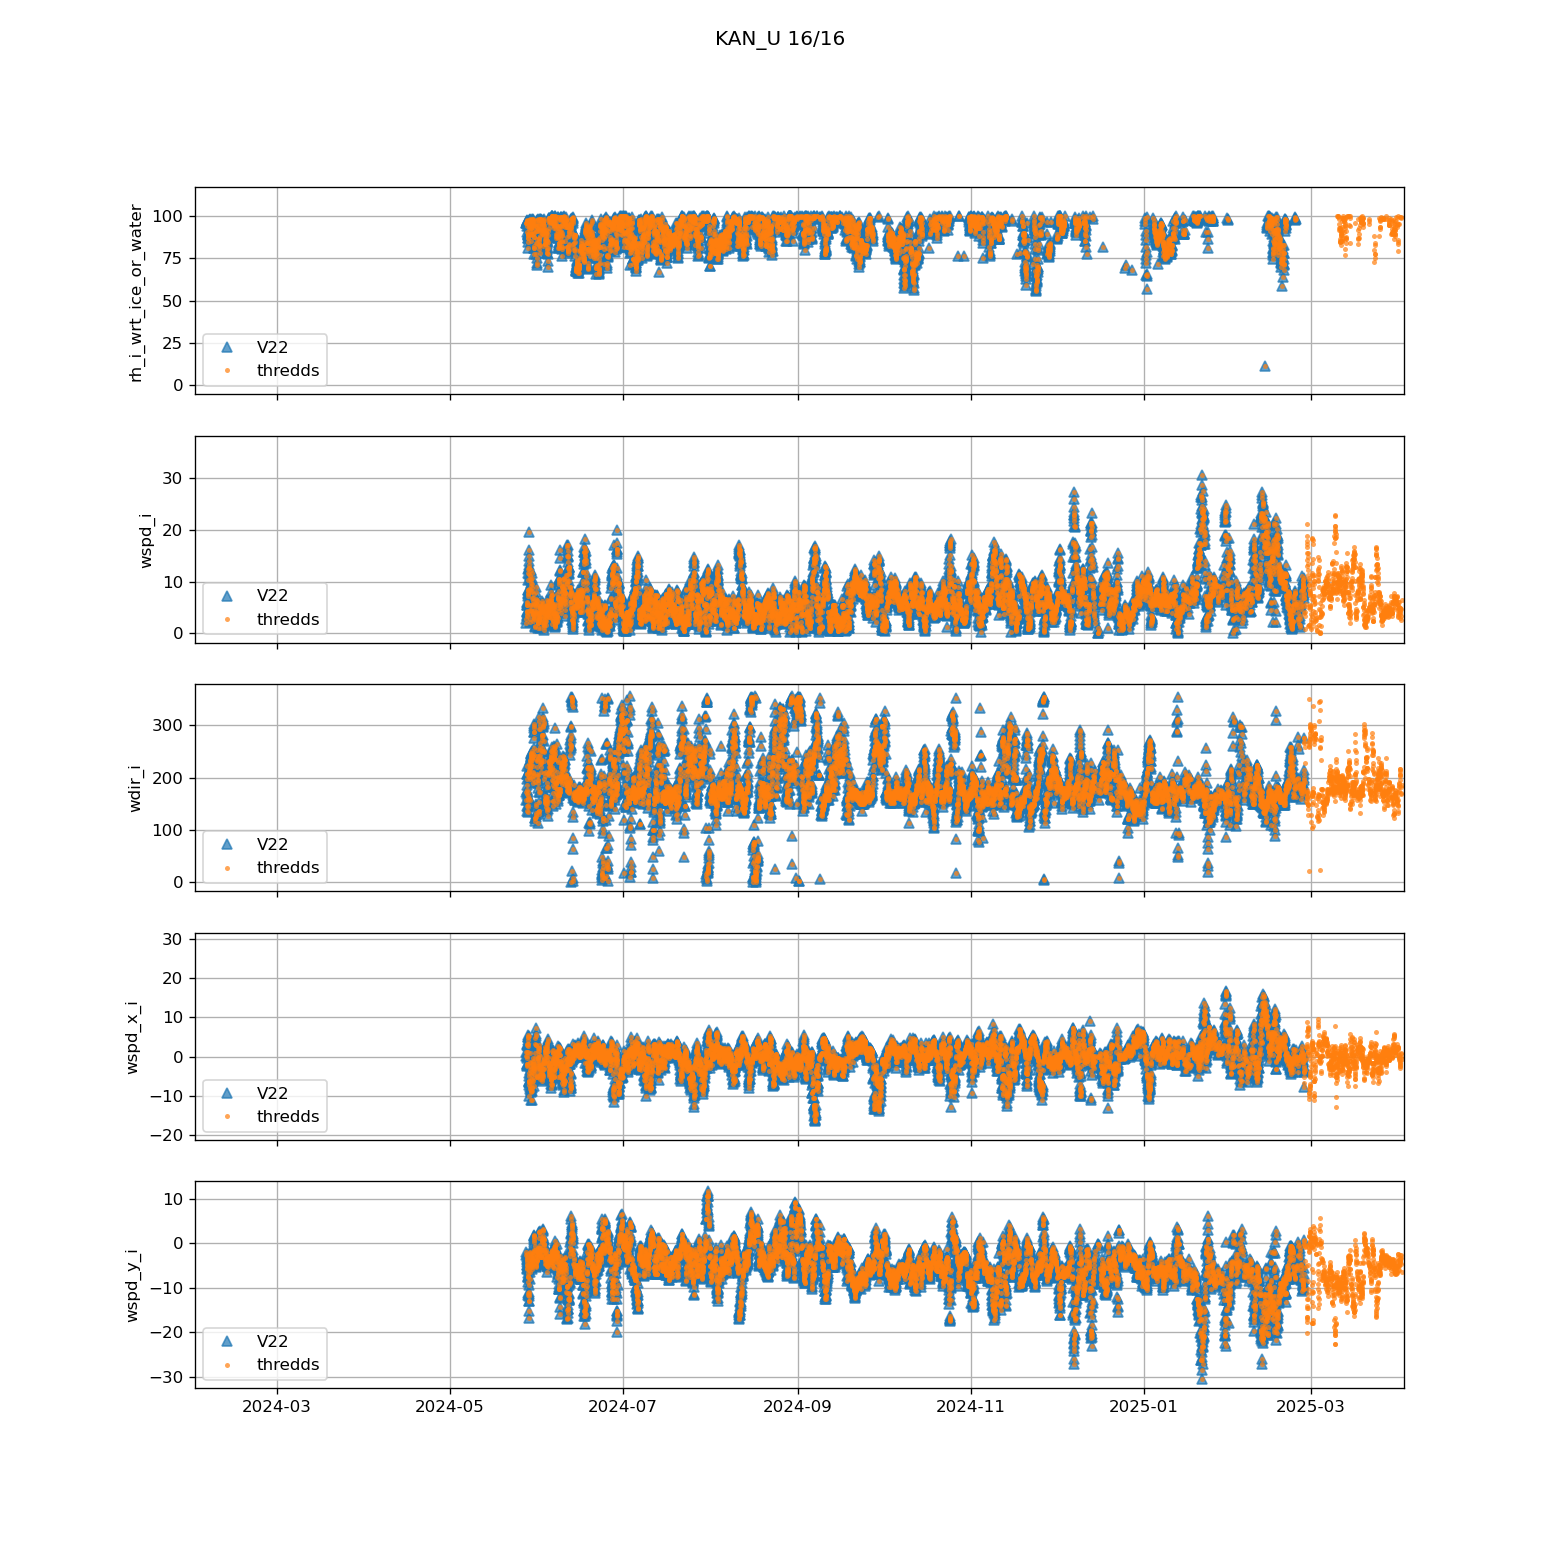 KAN_U 16/16
rh_i_wrt_ice_or_water
100
75
50
25
0
V22
thredds
wspd_i
30
20
10
0
V22
thredds
wdir_i
300
200
100
0
V22
thredds
wspd_x_i
30
20
10
0
−10
−20
V22
thredds
wspd_y_i
10
0
−10
−20
−30
V22
thredds
2024-03 2024-05 2024-07 2024-09 2024-11 2025-01 2025-03